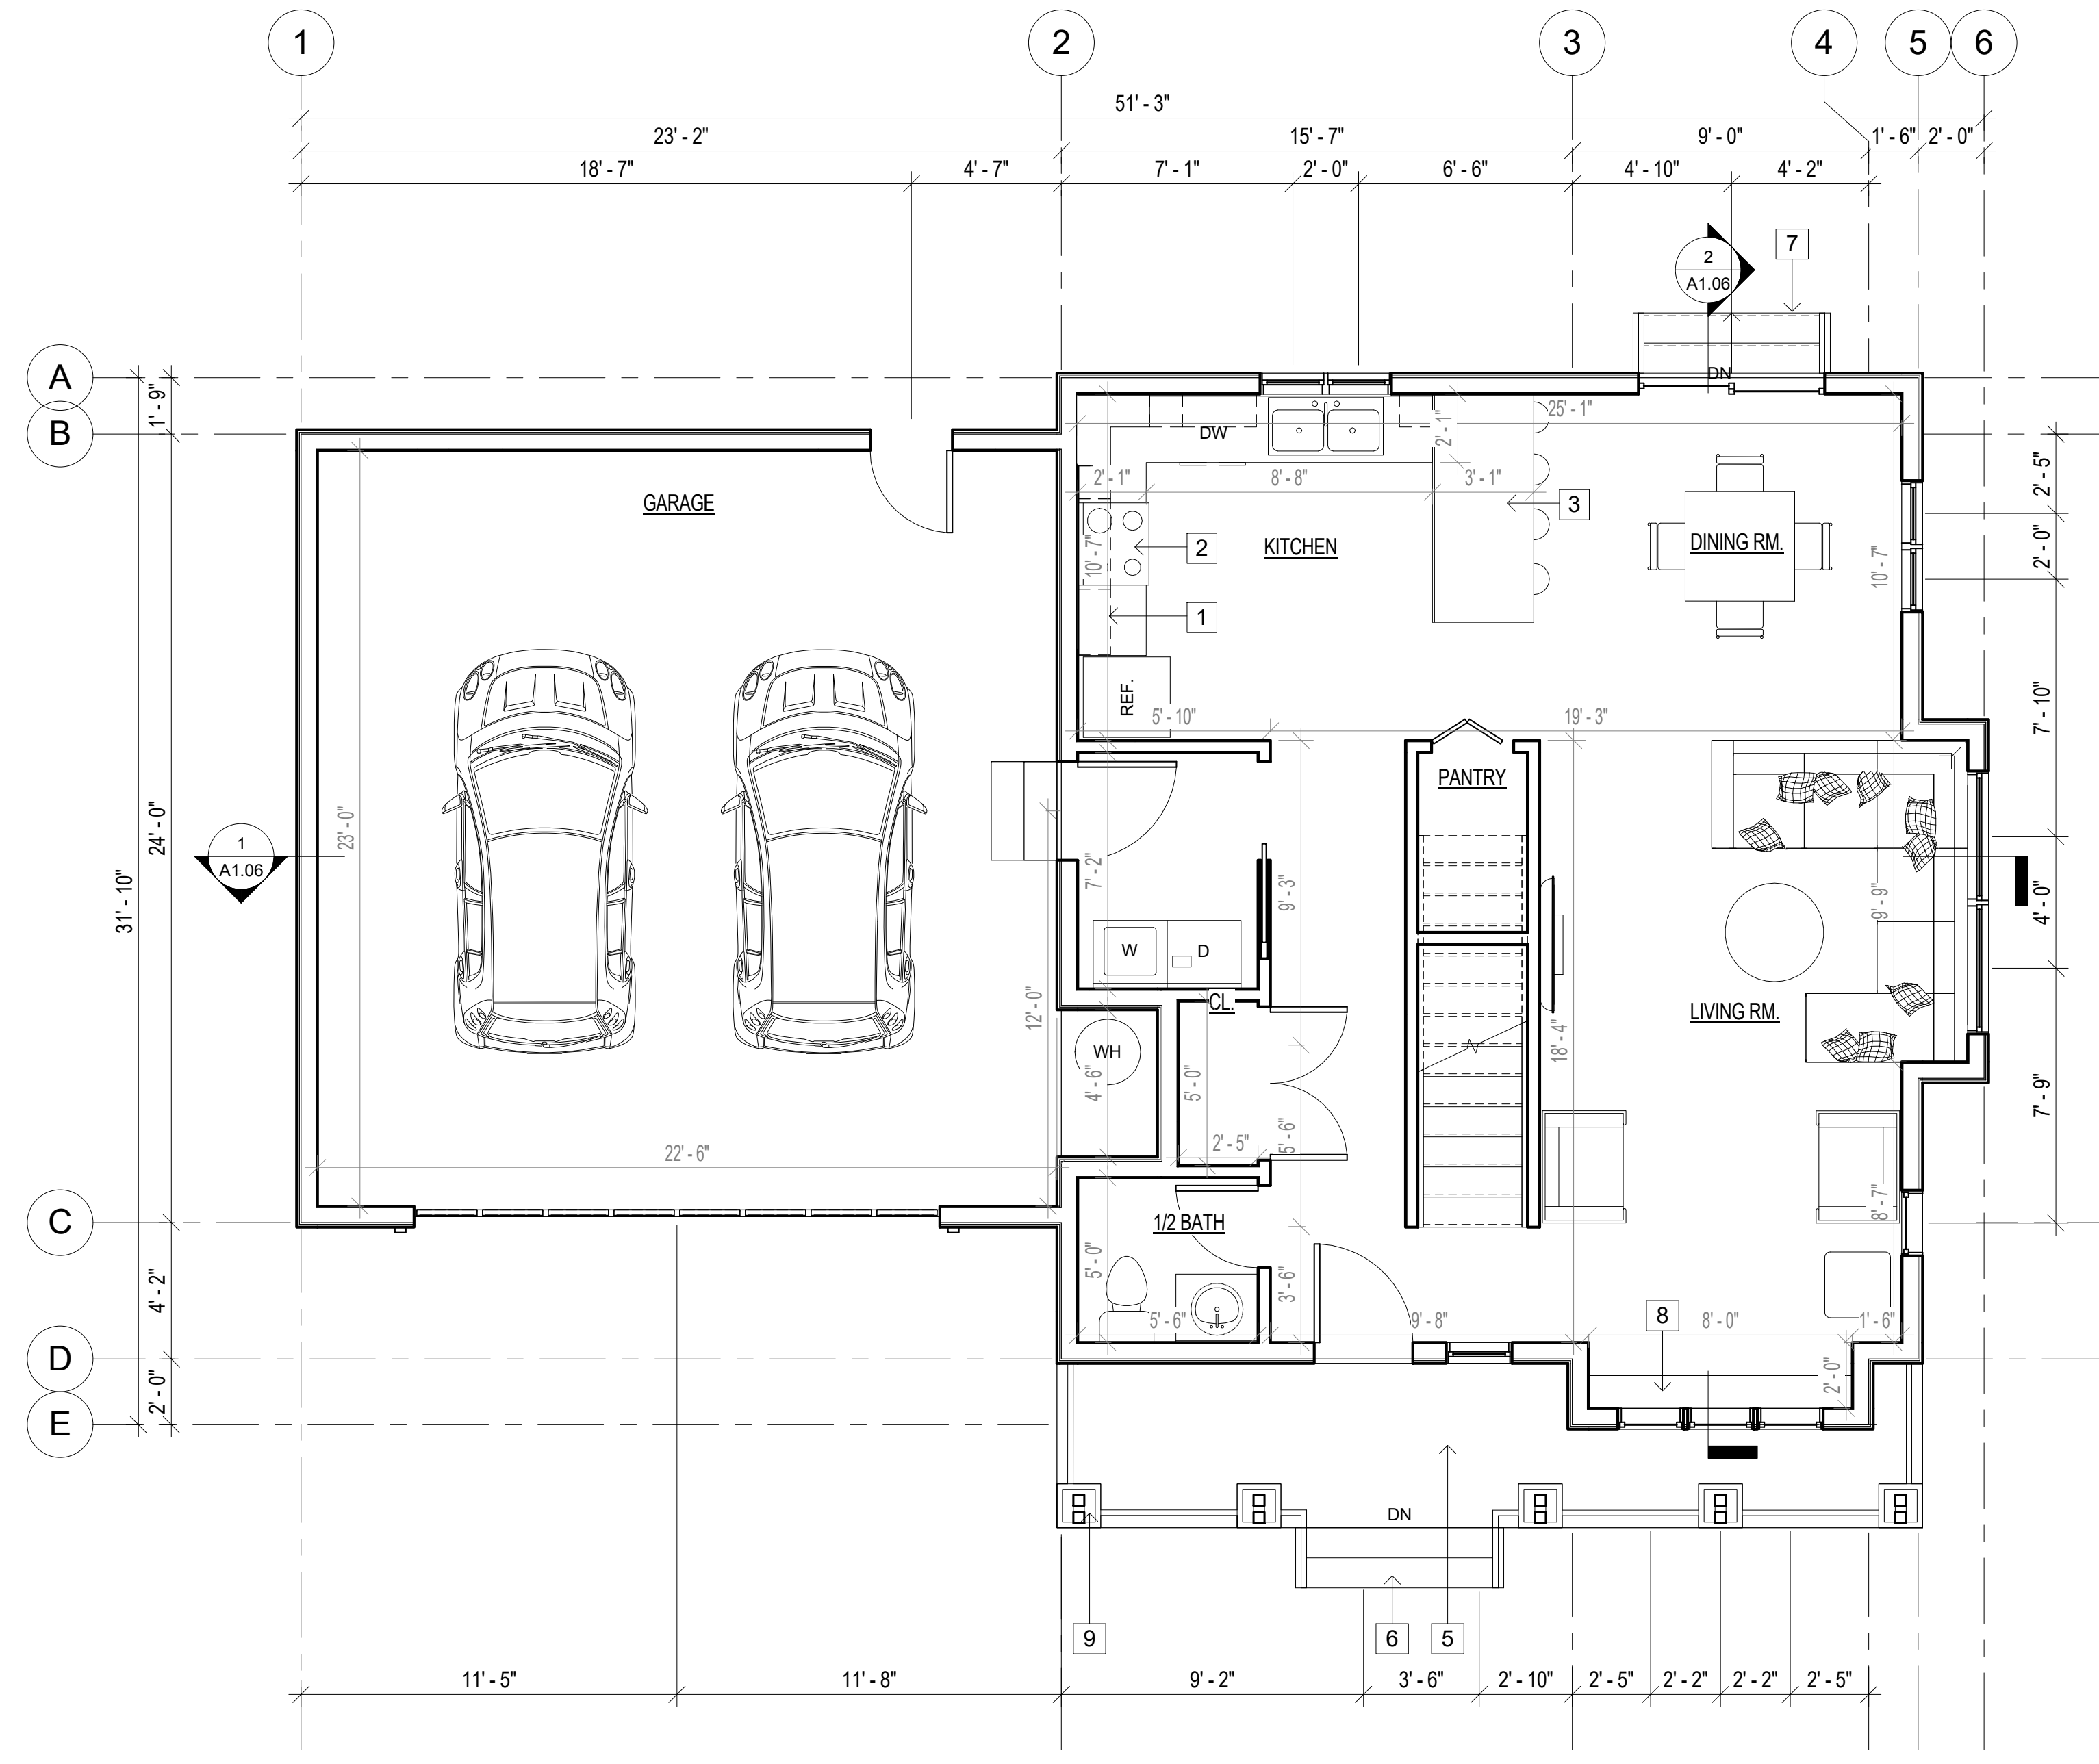 1 2 3 4 5 6
51' - 3"
23' - 2" 15' - 7" 9' - 0" 1' - 6" 2' - 0"
18' - 7" 4' - 7" 7' - 1" 2' - 0" 6' - 6" 4' - 10" 4' - 2"
2
A1.06
7
A
B
1' - 9"
DN
25' - 1"
2' - 1"
DW
2' - 1" 8' - 8" 3' - 1"
2' - 5"
GARAGE
3
2
KITCHEN
DINING RM.
10' - 7"
10' - 7"
2' - 0"
1
REF.
5' - 10" 19' - 3"
7' - 10"
PANTRY
24' - 0"
31' - 10"
1
A1.06
23' - 0"
7' - 2"
9' - 3"
9' - 9"
4' - 0"
W D
CL.
12' - 0"
LIVING RM.
WH
4' - 6"
5' - 0"
18' - 4"
7' - 9"
22' - 6"
2' - 5"
5' - 6"
8' - 7"
C
1/2 BATH
5' - 0"
3' - 6"
4' - 2"
8
5' - 6" 9' - 8" 8' - 0" 1' - 6"
D
2' - 0"
2' - 0"
E
DN
9 6 5
11' - 5" 11' - 8" 9' - 2" 3' - 6" 2' - 10" 2' - 5" 2' - 2" 2' - 2" 2' - 5"